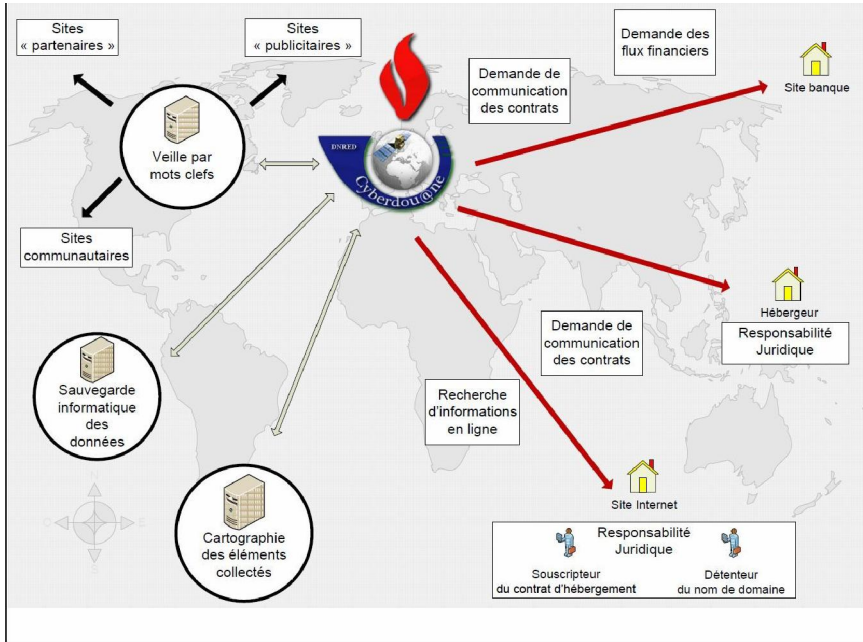 Sites
« partenaires »
Sites
« publicitaires »
Demande des
flux financiers
Demande de
communication
des contrats
Site banque
Veille par
mots clefs
DNRED
Cyberdou@ne
Sites
communautaires
Hébergeur
Responsabilité
Juridique
Demande de
communication
des contrats
Sauvegarde
informatique
des
données
Recherche
d'informations
en ligne
Site Internet
Cartographie
des éléments
collectés
Responsabilité
Juridique
Souscripteur
du contrat d'hébergement
Détenteur
du nom de domaine